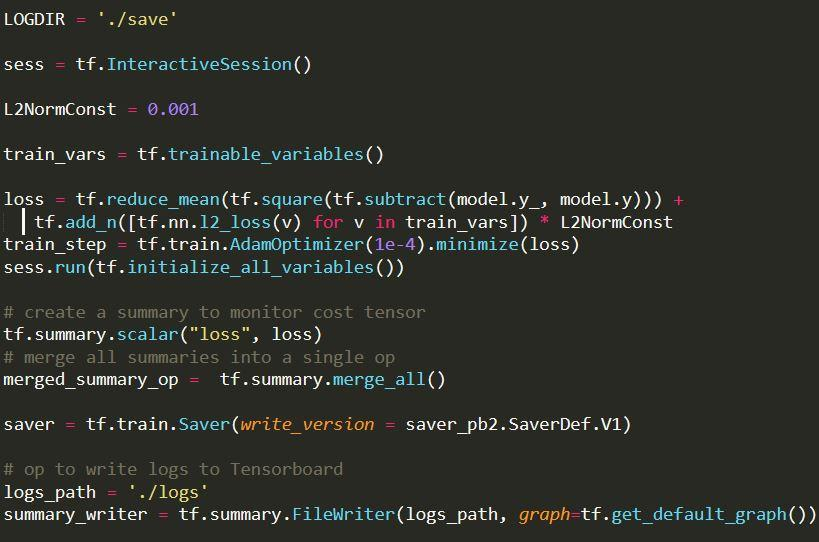 LOGDIR = './save'
sess = tf.InteractiveSession()
L2NormConst = 0.001
train_vars = tf.trainable_variables()
loss = tf.reduce_mean(tf.square(tf.subtract(model.y_, model.y))) +
tf.add_n([tf.nn.l2_loss(v) for v in train_vars]) * L2NormConst
train_step = tf.train.AdamOptimizer(1e-4).minimize(loss)
sess.run(tf.initialize_all_variables())
# create a summary to monitor cost tensor
tf.summary.scalar("loss", loss)
# merge all summaries into a single op
merged_summary_op =  tf.summary.merge_all()
saver = tf.train.Saver(write_version = saver_pb2.SaverDef.V1)
# op to write logs to Tensorboard
logs_path = './logs'
summary_writer = tf.summary.FileWriter(logs_path, graph=tf.get_default_graph())